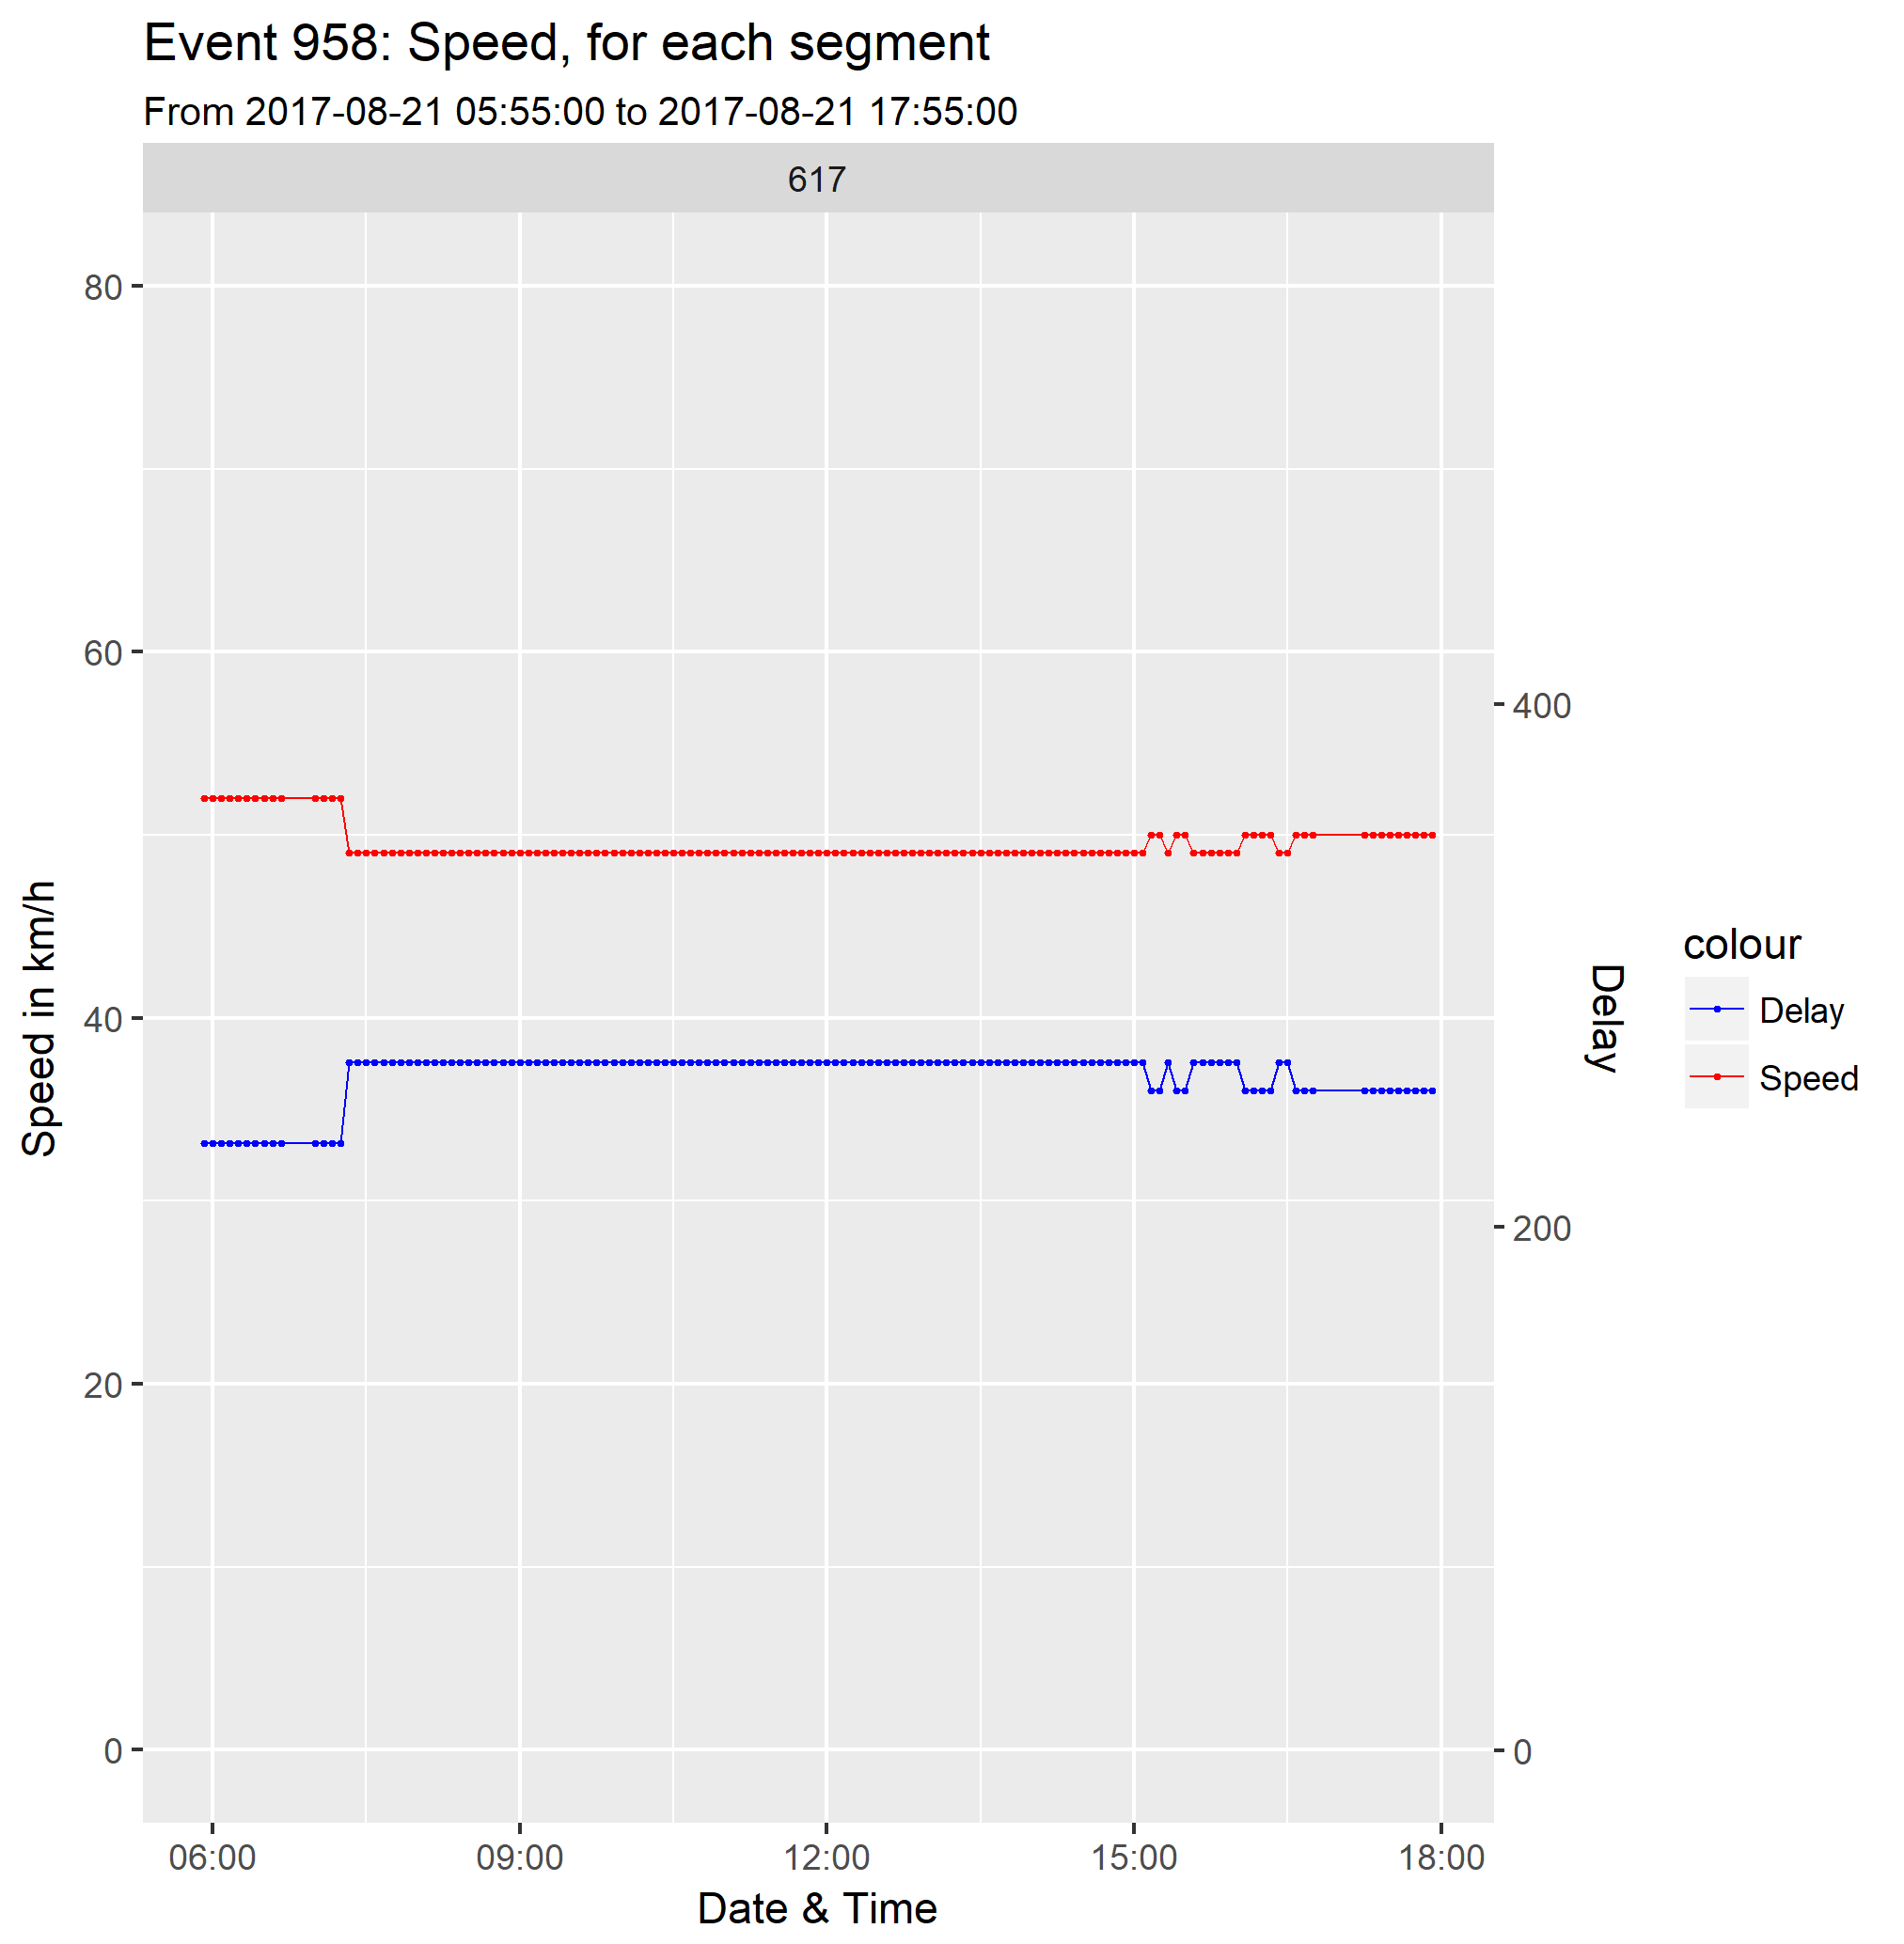 Event 958: Speed, for each segment
From 2017-08-21 05:55:00 to 2017-08-21 17:55:00
617
80
60
40
20
0
Speed in km/h
400
200
0
Delay
colour
Delay
Speed
06:00 09:00 12:00 15:00 18:00
Date & Time